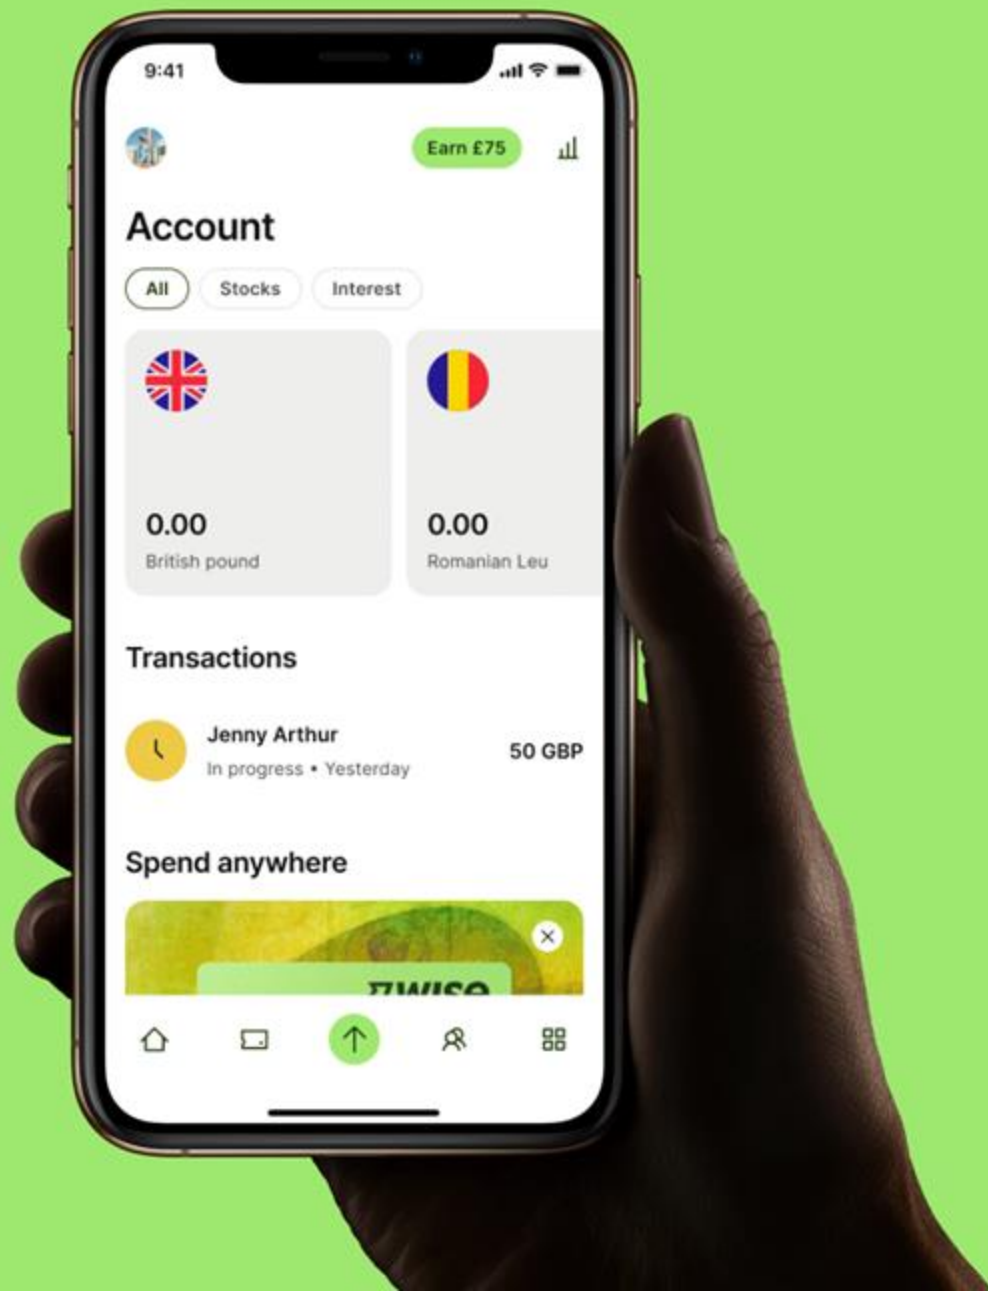 9:41
Earn £75
Account
All
Stocks
Interest
0.00
British pound
0.00
Romanian Leu
Transactions
Jenny Arthur
In progress • Yesterday
50 GBP
Spend anywhere
WISE